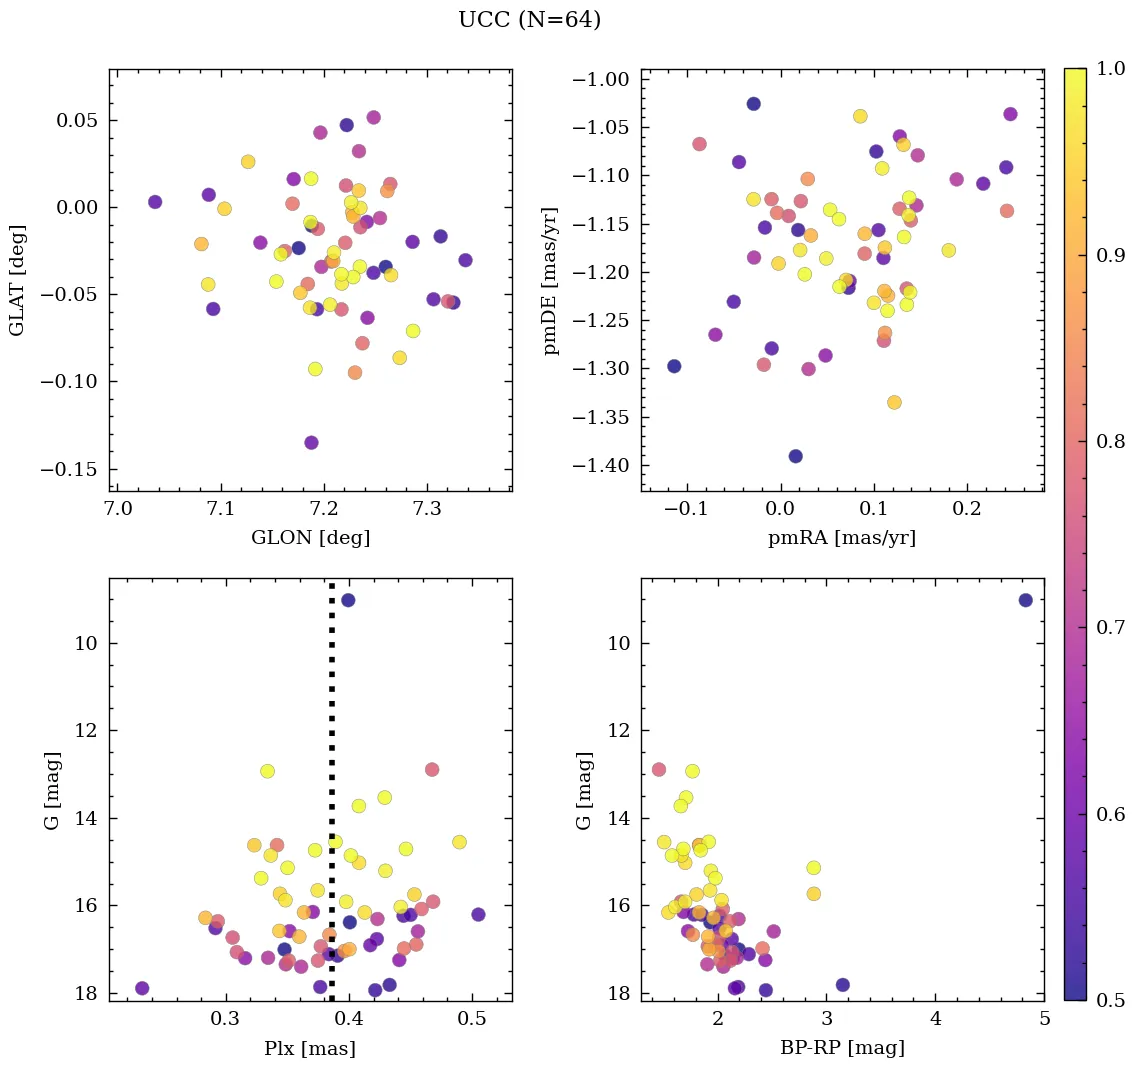 UCC (N=64)
0.05
0.00
−0.05
−0.10
−0.15
GLAT [deg]
7.0 7.1 7.2 7.3
GLON [deg]
−1.00
−1.05
−1.10
−1.15
−1.20
−1.25
−1.30
−1.35
−1.40
pmDE [mas/yr]
−0.1 0.0 0.1 0.2
pmRA [mas/yr]
10
12
14
16
18
G [mag]
0.3 0.4 0.5
Plx [mas]
10
12
14
16
18
G [mag]
2 3 4 5
BP-RP [mag]
1.0
0.9
0.8
0.7
0.6
0.5